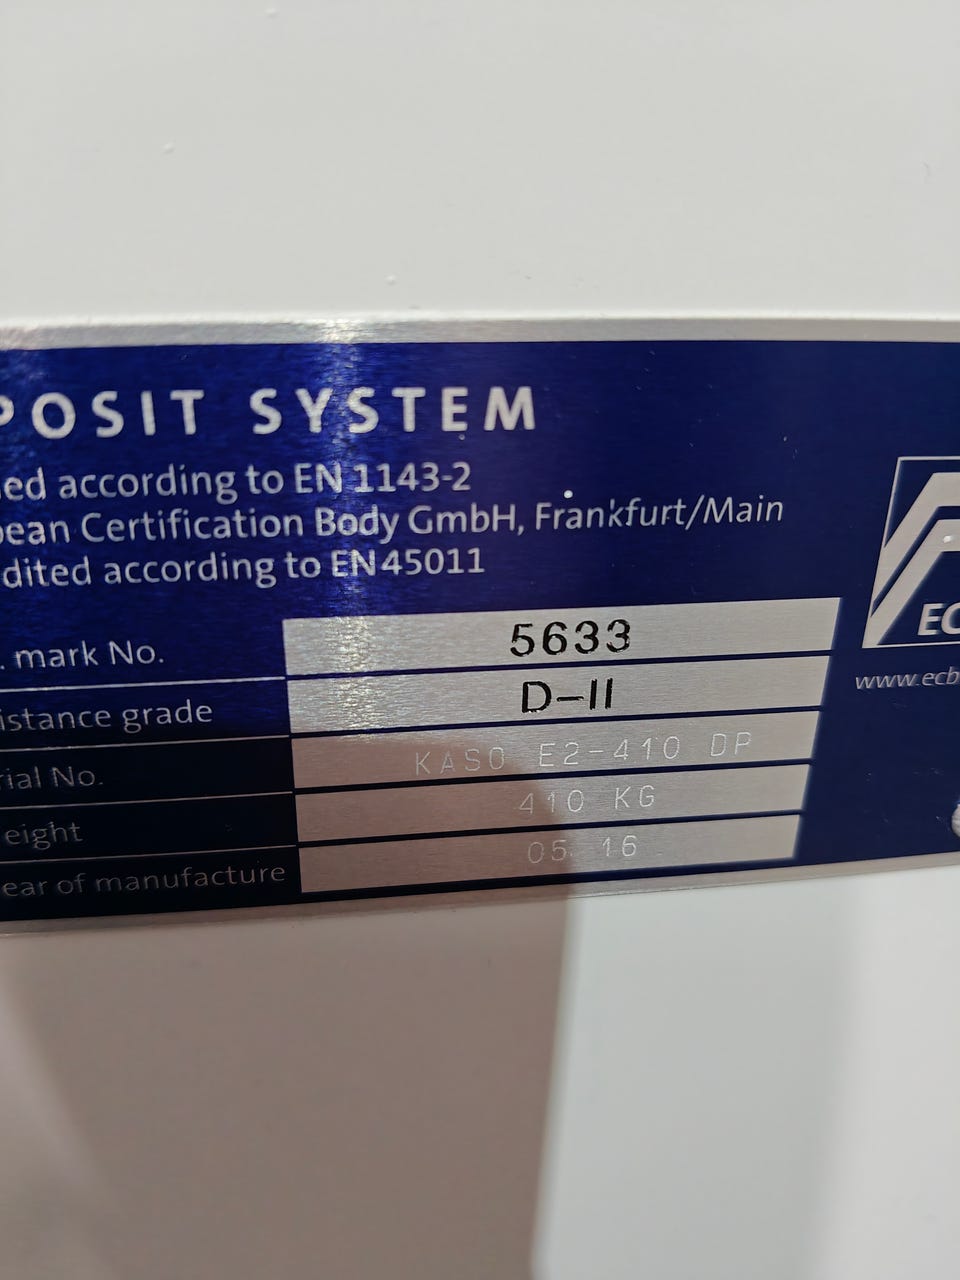 POSIT SYSTEM
ed according to EN 1143-2
pean Certification Body GmbH, Frankfurt/Main
dited according to EN 45011
. mark No. 5633
istance grade D-II
rial No. KASO E2-410 DP
eight 410 KG
ear of manufacture 05 16
EC
www.ecb